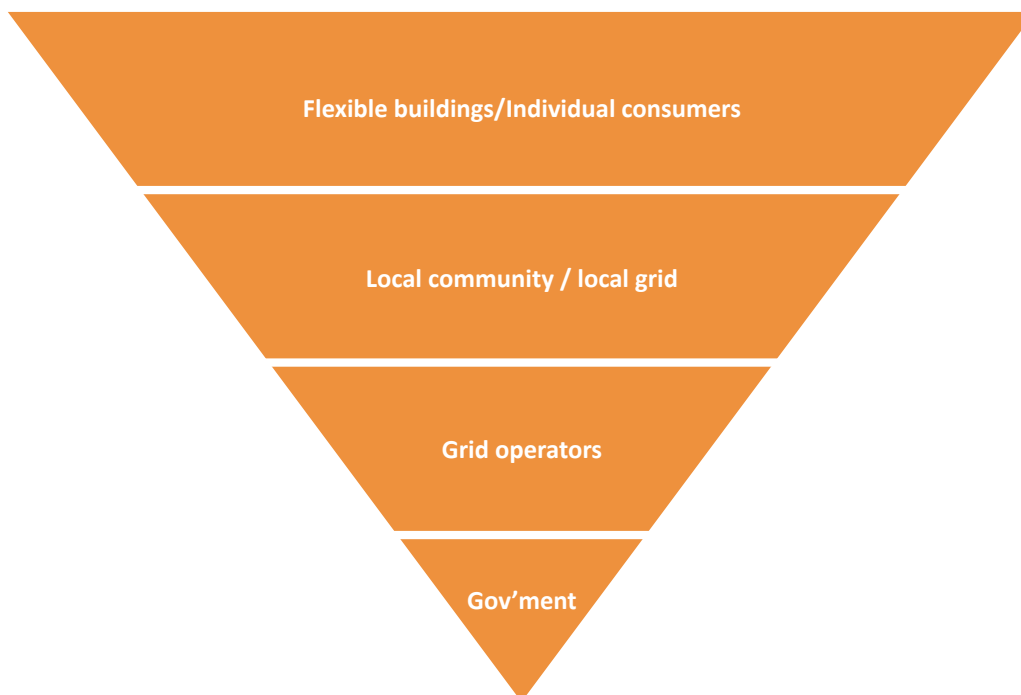 Flexible buildings/Individual consumers
Local community / local grid
Grid operators
Gov’ment